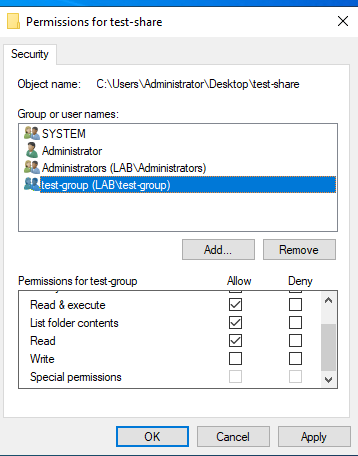 Permissions for test-share
Security
Object name: C:\Users\Administrator\Desktop\test-share
Group or user names:
SYSTEM
Administrator
Administrators (LAB\Administrators)
test-group (LAB\test-group)
Add... Remove
Permissions for test-group Allow Deny
Read & execute
List folder contents
Read
Write
Special permissions
OK Cancel Apply